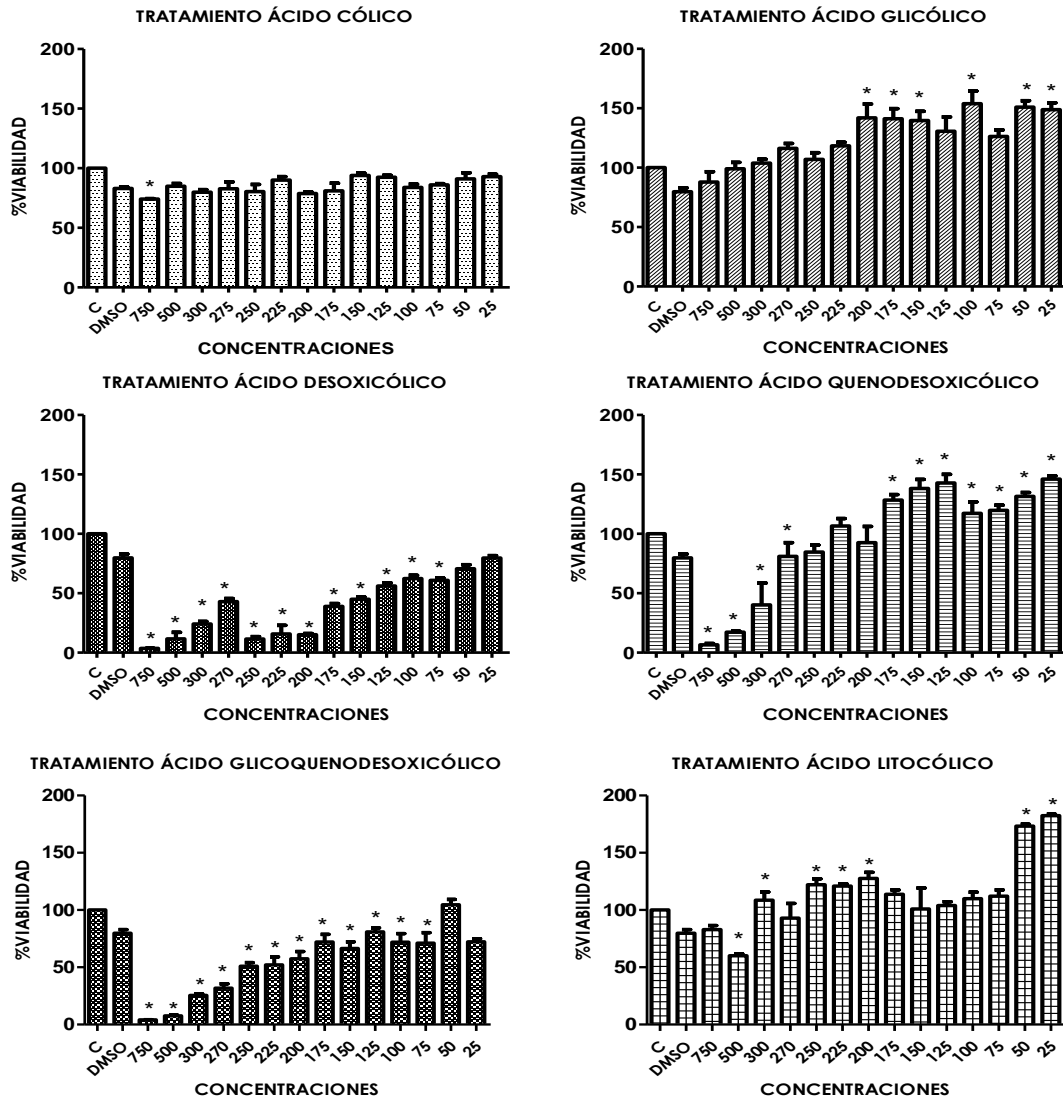 TRATAMIENTO ÁCIDO CÓLICO
%VIABILIDAD
200
150
100
50
0
*
C DMSO 750 500 300 275 250 225 200 175 150 125 100 75 50 25
CONCENTRACIONES
TRATAMIENTO ÁCIDO GLICÓLICO
%VIABILIDAD
200
150
100
50
0
* * * * * *
C DMSO 750 500 300 270 250 225 200 175 150 125 100 75 50 25
CONCENTRACIONES
TRATAMIENTO ÁCIDO DESOXICÓLICO
%VIABILIDAD
200
150
100
50
0
* * * * * * * * * * * *
C DMSO 750 500 300 270 250 225 200 175 150 125 100 75 50 25
CONCENTRACIONES
TRATAMIENTO ÁCIDO QUENODESOXICÓLICO
%VIABILIDAD
200
150
100
50
0
* * * * * * * * * * *
C DMSO 750 500 300 270 250 225 200 175 150 125 100 75 50 25
CONCENTRACIONES
TRATAMIENTO ÁCIDO GLICOQUENODESOXICÓLICO
%VIABILIDAD
200
150
100
50
0
* * * * * * * * * * * *
C DMSO 750 500 300 270 250 225 200 175 150 125 100 75 50 25
CONCENTRACIONES
TRATAMIENTO ÁCIDO LITOCÓLICO
%VIABILIDAD
200
150
100
50
0
* * * * * * *
C DMSO 750 500 300 270 250 225 200 175 150 125 100 75 50 25
CONCENTRACIONES